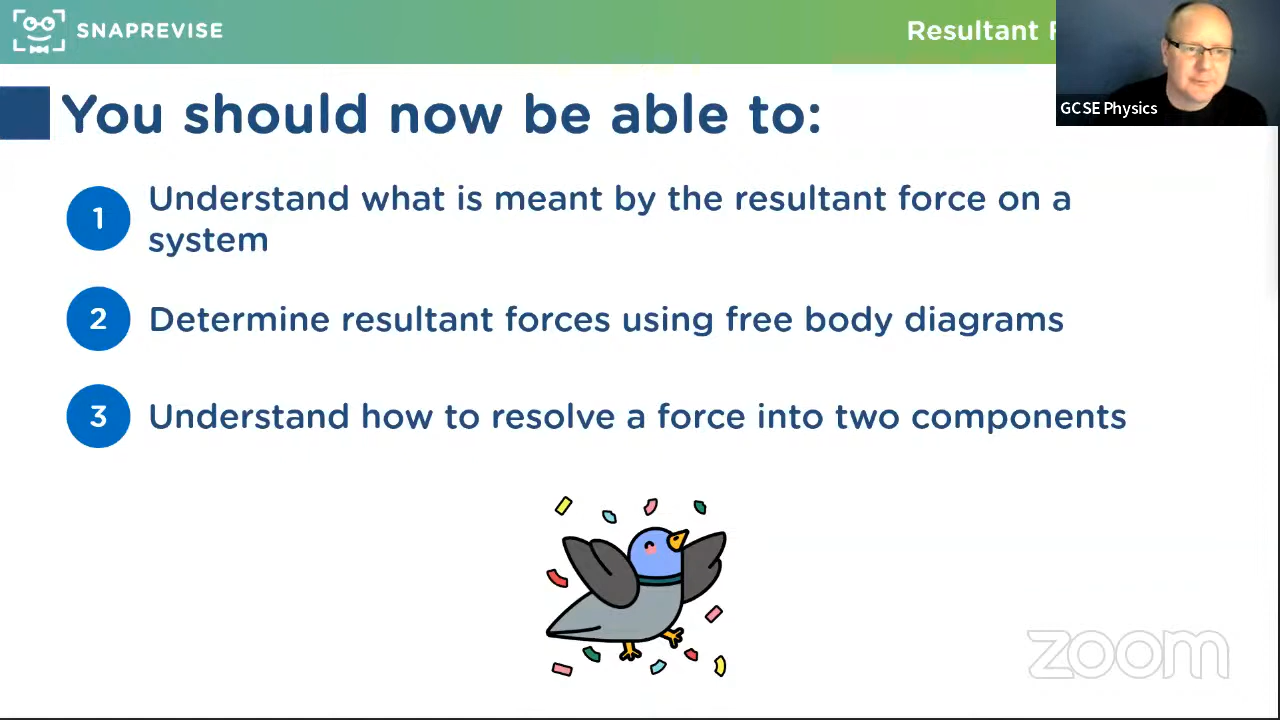 SNAPREVISE
Resultant
GCSE Physics
You should now be able to:
1
Understand what is meant by the resultant force on a
system
2
Determine resultant forces using free body diagrams
3
Understand how to resolve a force into two components
zoom